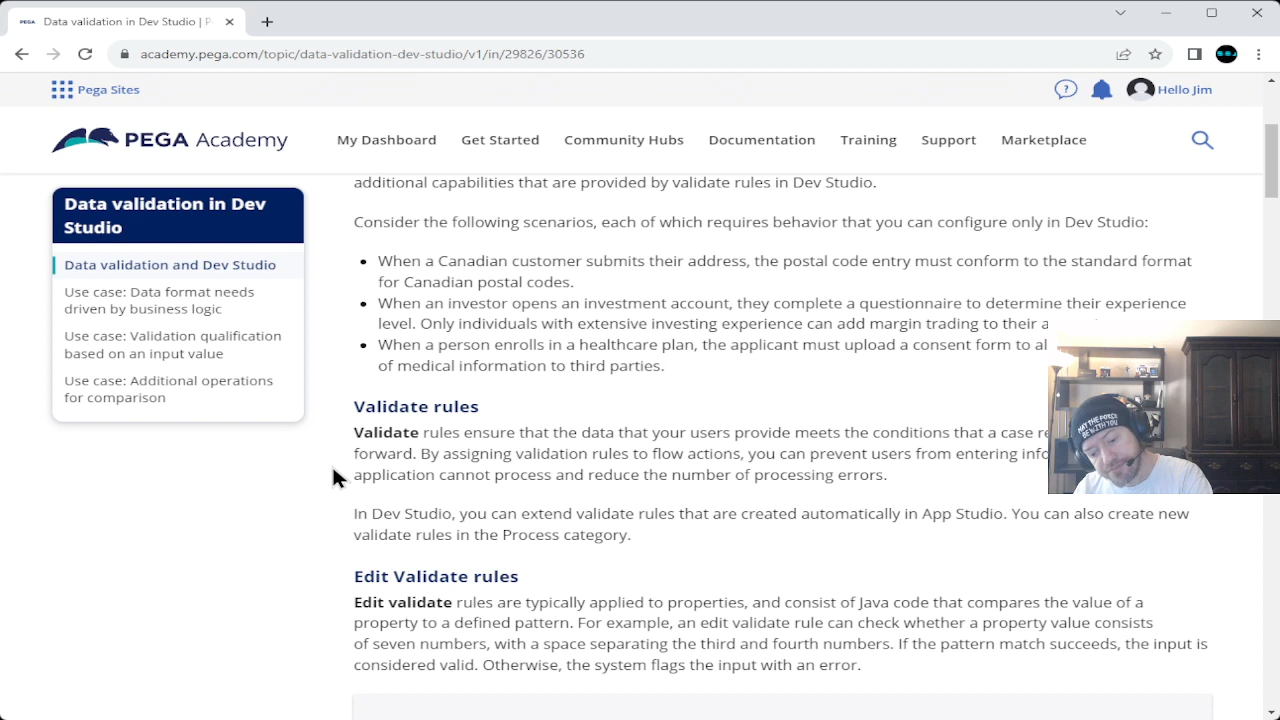 PEGA Data validation in Dev Studio | P
academy.pega.com/topic/data-validation-dev-studio/v1/in/29826/30536
Pega Sites
? Hello Jim
PEGA Academy My Dashboard Get Started Community Hubs Documentation Training Support Marketplace
Data validation in Dev
Studio
Data validation and Dev Studio
Use case: Data format needs
driven by business logic
Use case: Validation qualification
based on an input value
Use case: Additional operations
for comparison
additional capabilities that are provided by validate rules in Dev Studio.
Consider the following scenarios, each of which requires behavior that you can configure only in Dev Studio:
• When a Canadian customer submits their address, the postal code entry must conform to the standard format
for Canadian postal codes.
• When an investor opens an investment account, they complete a questionnaire to determine their experience
level. Only individuals with extensive investing experience can add margin trading to their a
• When a person enrolls in a healthcare plan, the applicant must upload a consent form to al
of medical information to third parties.
Validate rules
Validate rules ensure that the data that your users provide meets the conditions that a case re
forward. By assigning validation rules to flow actions, you can prevent users from entering info
application cannot process and reduce the number of processing errors.
In Dev Studio, you can extend validate rules that are created automatically in App Studio. You can also create new
validate rules in the Process category.
Edit Validate rules
Edit validate rules are typically applied to properties, and consist of Java code that compares the value of a
property to a defined pattern. For example, an edit validate rule can check whether a property value consists
of seven numbers, with a space separating the third and fourth numbers. If the pattern match succeeds, the input is
considered valid. Otherwise, the system flags the input with an error.
MAY THE FORCE
BE WITH YOU